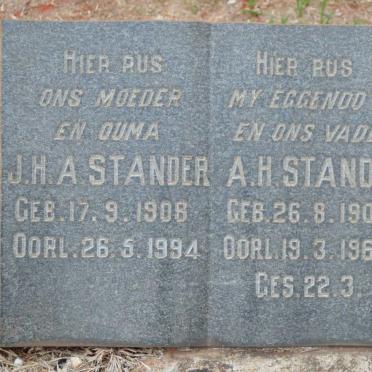 HIER RUS
ONS MOEDER
EN OUMA
J.H.A STANDER
GEB. 17.9.1908
OORL. 26.5.1994
HIER RUS
MY EGGENOO
EN ONS VAD
A.H. STAND
GEB. 26.8.190
OORL. 19.3.196
GES. 22.3.